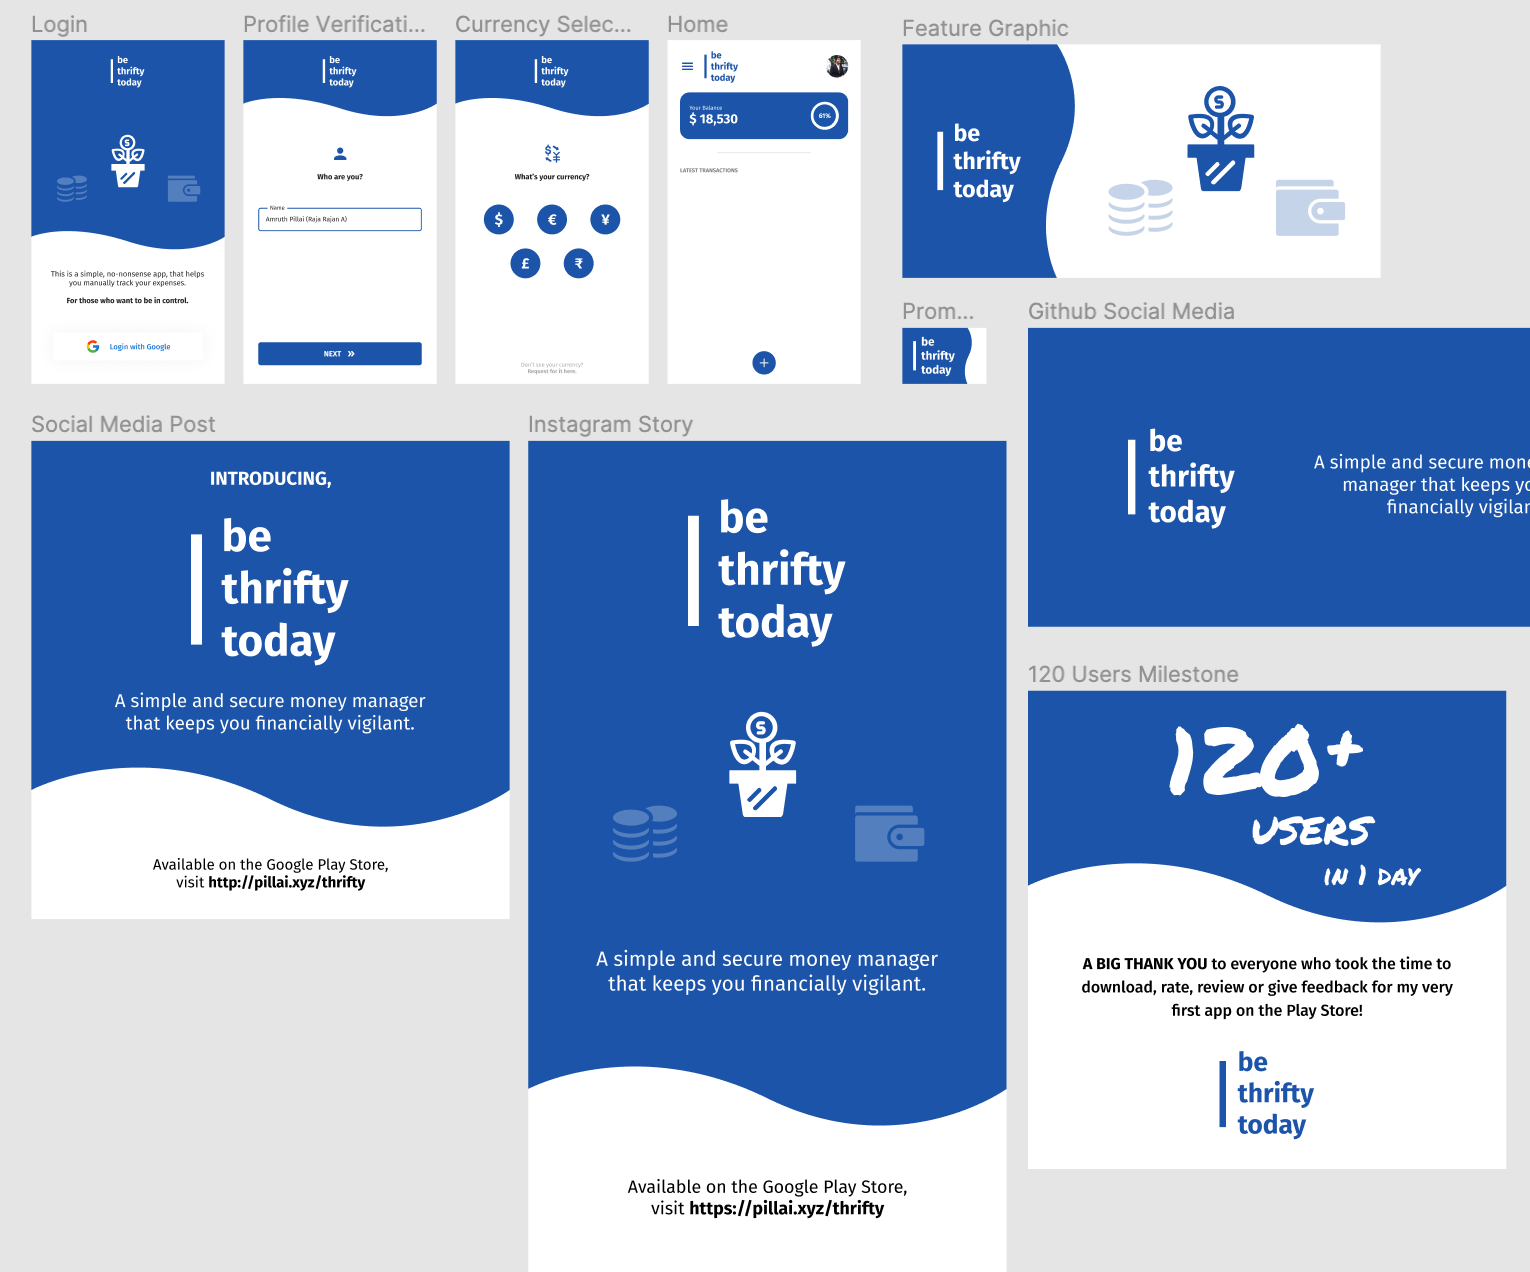 Login
be
thrifty
today
This is a simple, no-nonsense app, that helps
you manually track your expenses.
For those who want to be in control.
Login with Google
Profile Verificati...
be
thrifty
today
Who are you?
Name
Amruth Pillai (Raja Rajan A)
NEXT »
Currency Selec...
be
thrifty
today
What's your currency?
$ € ¥
£ ₹
Don't see your currency?
Request for it here.
Home
be
thrifty
today
Your Balance
$ 18,530
61%
LATEST TRANSACTIONS
+
Feature Graphic
be
thrifty
today
Prom...
be
thrifty
today
Github Social Media
be
thrifty
today
A simple and secure mone
manager that keeps yo
financially vigilan
Social Media Post
INTRODUCING,
be
thrifty
today
A simple and secure money manager
that keeps you financially vigilant.
Available on the Google Play Store,
visit http://pillai.xyz/thrifty
Instagram Story
be
thrifty
today
A simple and secure money manager
that keeps you financially vigilant.
Available on the Google Play Store,
visit https://pillai.xyz/thrifty
120 Users Milestone
120+
USERS
IN 1 DAY
A BIG THANK YOU to everyone who took the time to
download, rate, review or give feedback for my very
first app on the Play Store!
be
thrifty
today